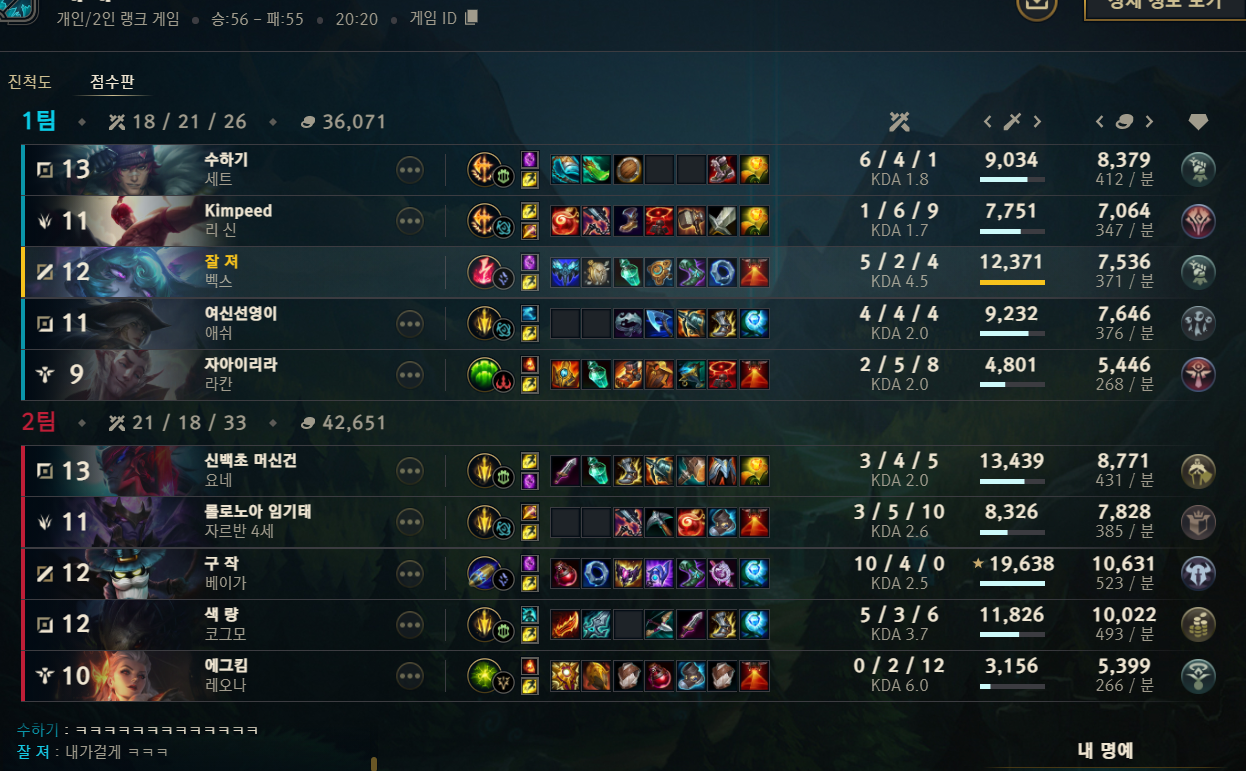 개인/2인 랭크 게임 • 승:56 – 패:55 • 20:20 • 게임 ID
진척도 점수판
1팀 18 / 21 / 26 36,071
13 수하기 6 / 4 / 1 9,034 8,379
세트 KDA 1.8 412 / 분
11 Kimpeed 1 / 6 / 9 7,751 7,064
리 신 KDA 1.7 347 / 분
12 잘 져 5 / 2 / 4 12,371 7,536
벡스 KDA 4.5 371 / 분
11 여신선영이 4 / 4 / 4 9,232 7,646
애쉬 KDA 2.0 376 / 분
9 자아이리라 2 / 5 / 8 4,801 5,446
라칸 KDA 2.0 268 / 분
2팀 21 / 18 / 33 42,651
13 신백초 머신건 3 / 4 / 5 13,439 8,771
요네 KDA 2.0 431 / 분
11 롤로노아 임기태 3 / 5 / 10 8,326 7,828
자르반 4세 KDA 2.6 385 / 분
12 구 작 10 / 4 / 0 19,638 10,631
베이가 KDA 2.5 523 / 분
12 색 량 5 / 3 / 6 11,826 10,022
코그모 KDA 3.7 493 / 분
10 에그킴 0 / 2 / 12 3,156 5,399
레오나 KDA 6.0 266 / 분
수하기 : ㅋㅋㅋㅋㅋㅋㅋㅋㅋㅋㅋㅋㅋ
잘 져 : 내가걸게 ㅋㅋㅋ
내 명예